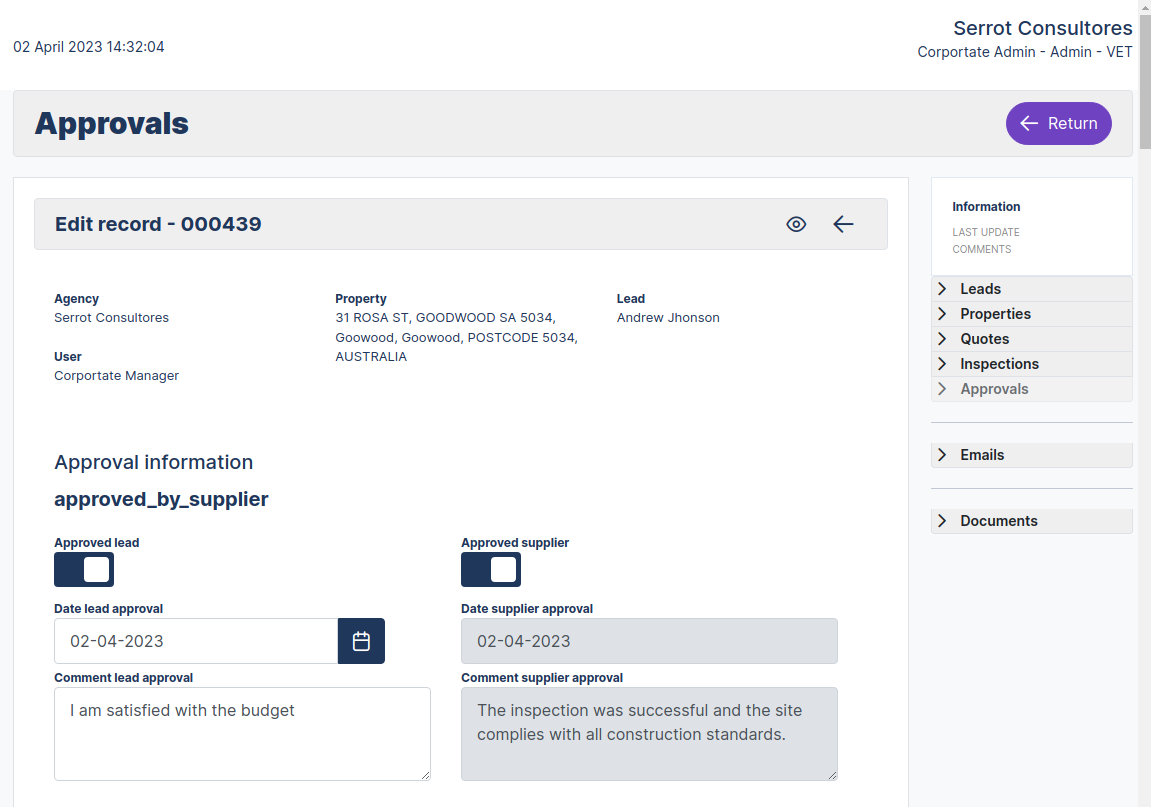 Serrot Consultores
02 April 2023 14:32:04
Corportate Admin - Admin - VET
Approvals
Return
Edit record - 000439
Agency
Serrot Consultores
User
Corportate Manager
Property
31 ROSA ST, GOODWOOD SA 5034,
Goowood, Goowood, POSTCODE 5034,
AUSTRALIA
Lead
Andrew Jhonson
Approval information
approved_by_supplier
Approved lead
Approved supplier
Date lead approval
02-04-2023
Date supplier approval
02-04-2023
Comment lead approval
I am satisfied with the budget
Comment supplier approval
The inspection was successful and the site
complies with all construction standards.
Information
LAST UPDATE
COMMENTS
Leads
Properties
Quotes
Inspections
Approvals
Emails
Documents